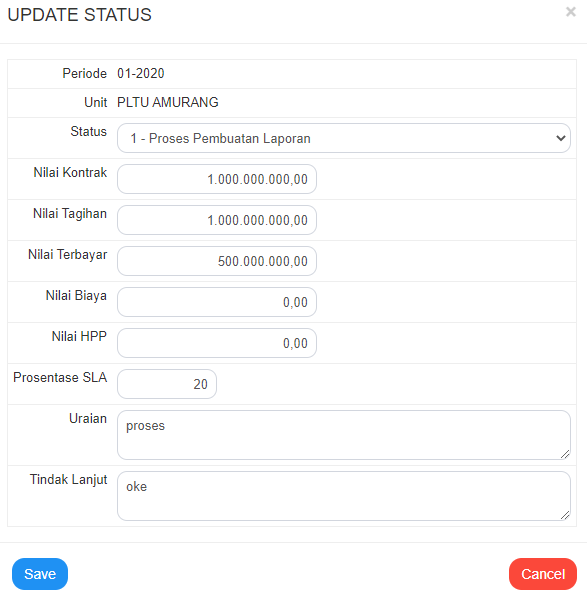 UPDATE STATUS ×
Periode 01-2020
Unit PLTU AMURANG
Status 1 - Proses Pembuatan Laporan
Nilai Kontrak 1.000.000.000,00
Nilai Tagihan 1.000.000.000,00
Nilai Terbayar 500.000.000,00
Nilai Biaya 0,00
Nilai HPP 0,00
Prosentase SLA 20
Uraian proses
Tindak Lanjut oke
Save Cancel